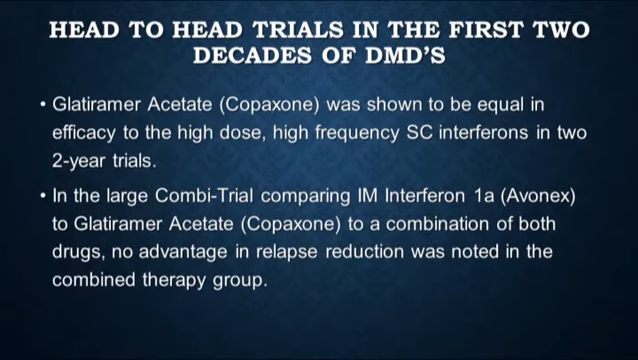 HEAD TO HEAD TRIALS IN THE FIRST TWO
DECADES OF DMD'S
• Glatiramer Acetate (Copaxone) was shown to be equal in
efficacy to the high dose, high frequency SC interferons in two
2-year trials.
• In the large Combi-Trial comparing IM Interferon 1a (Avonex)
to Glatiramer Acetate (Copaxone) to a combination of both
drugs, no advantage in relapse reduction was noted in the
combined therapy group.